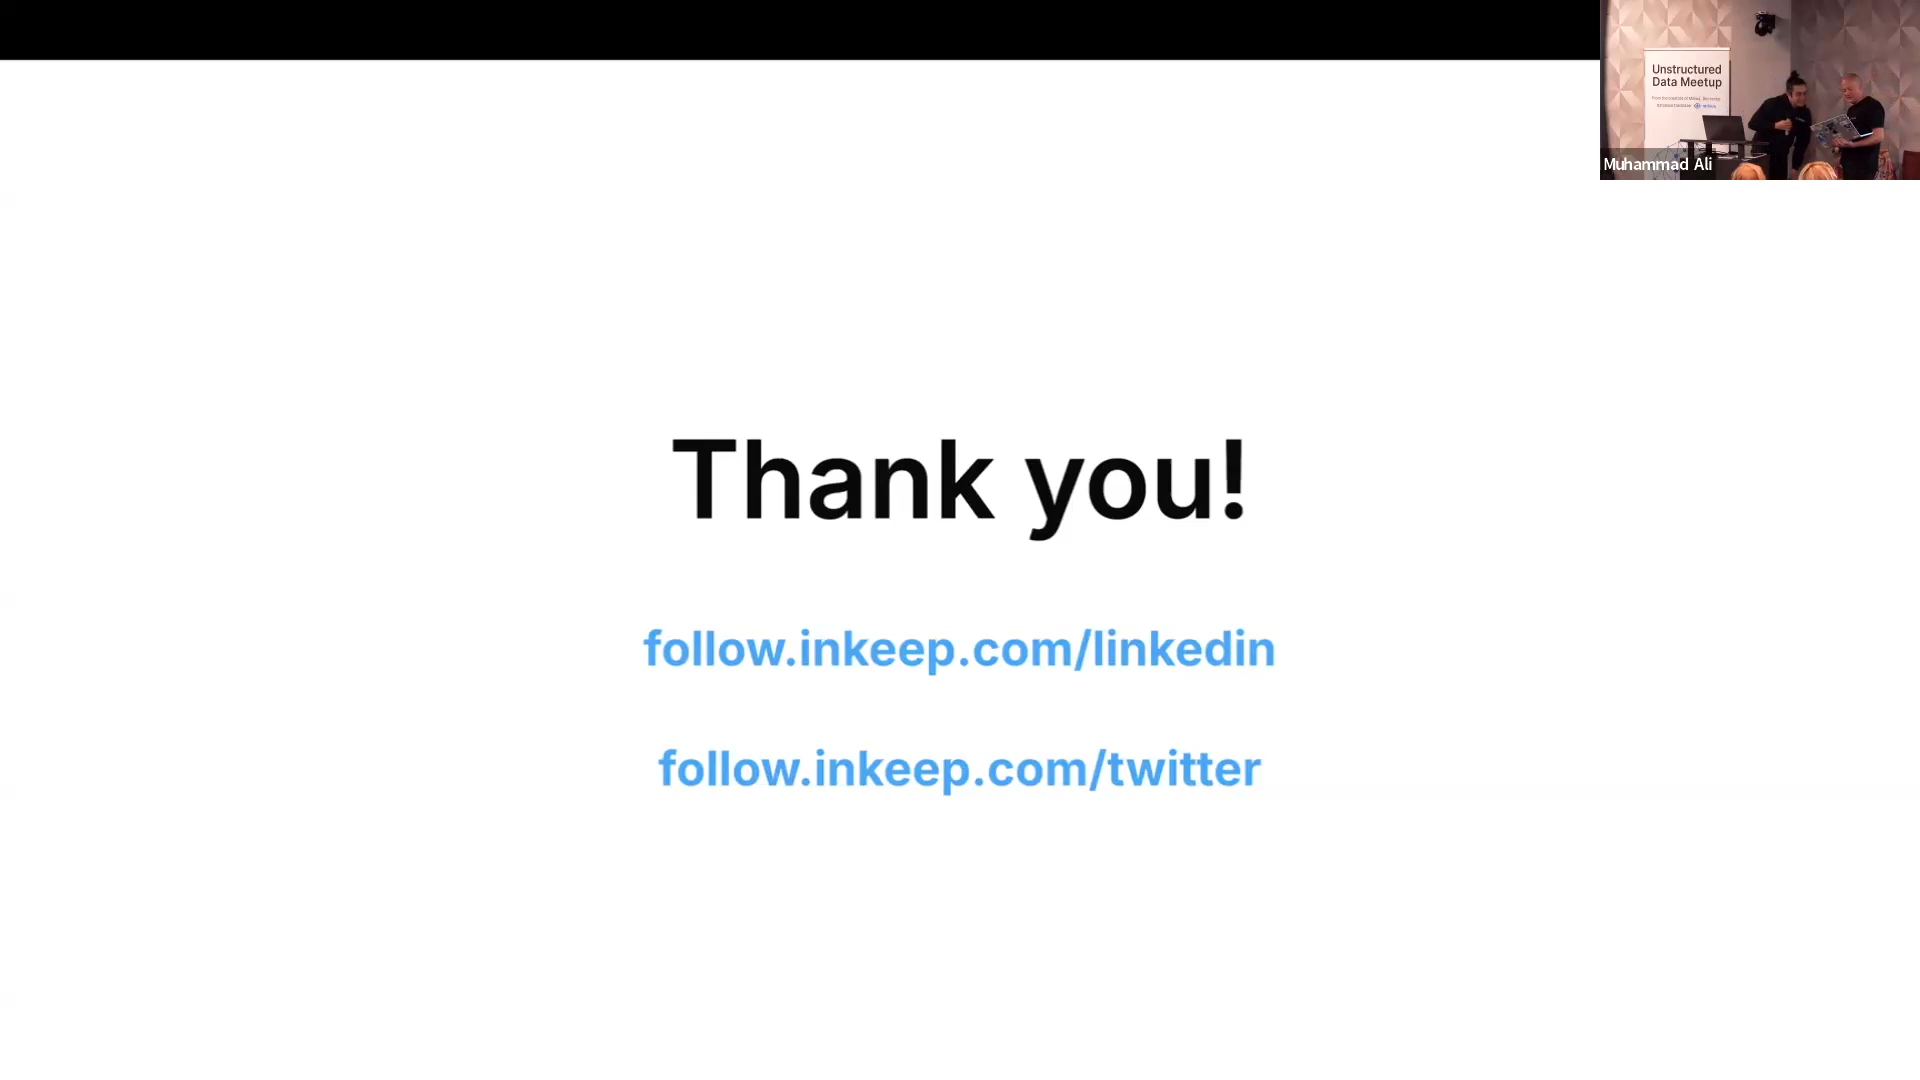 Unstructured
Data Meetup
Muhammad Ali
Thank you!
follow.inkeep.com/linkedin
follow.inkeep.com/twitter